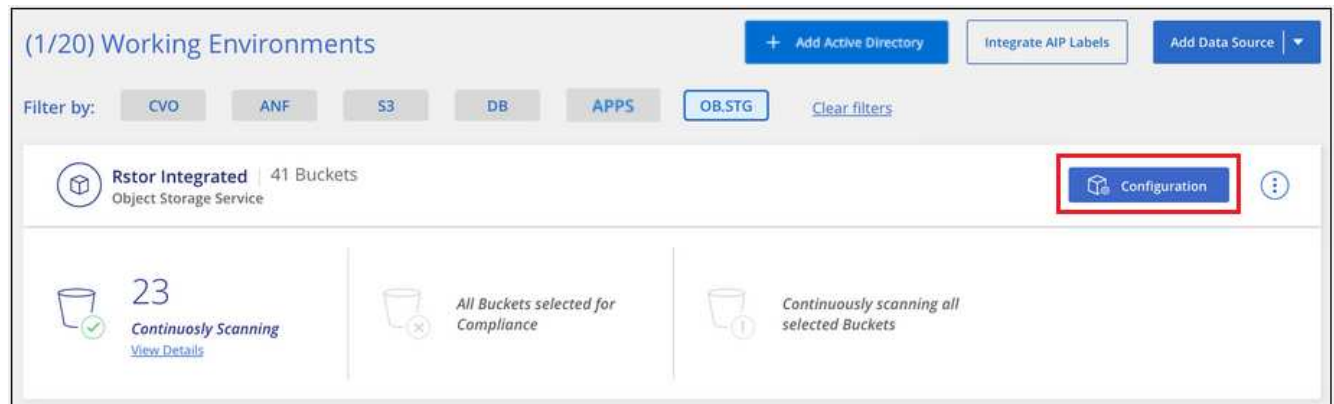 (1/20) Working Environments
+ Add Active Directory
Integrate AIP Labels
Add Data Source
Filter by:
CVO
ANF
S3
DB
APPS
OB.STG
Clear filters
Rstor Integrated | 41 Buckets
Object Storage Service
Configuration
23
Continuosly Scanning
View Details
All Buckets selected for
Compliance
Continuously scanning all
selected Buckets